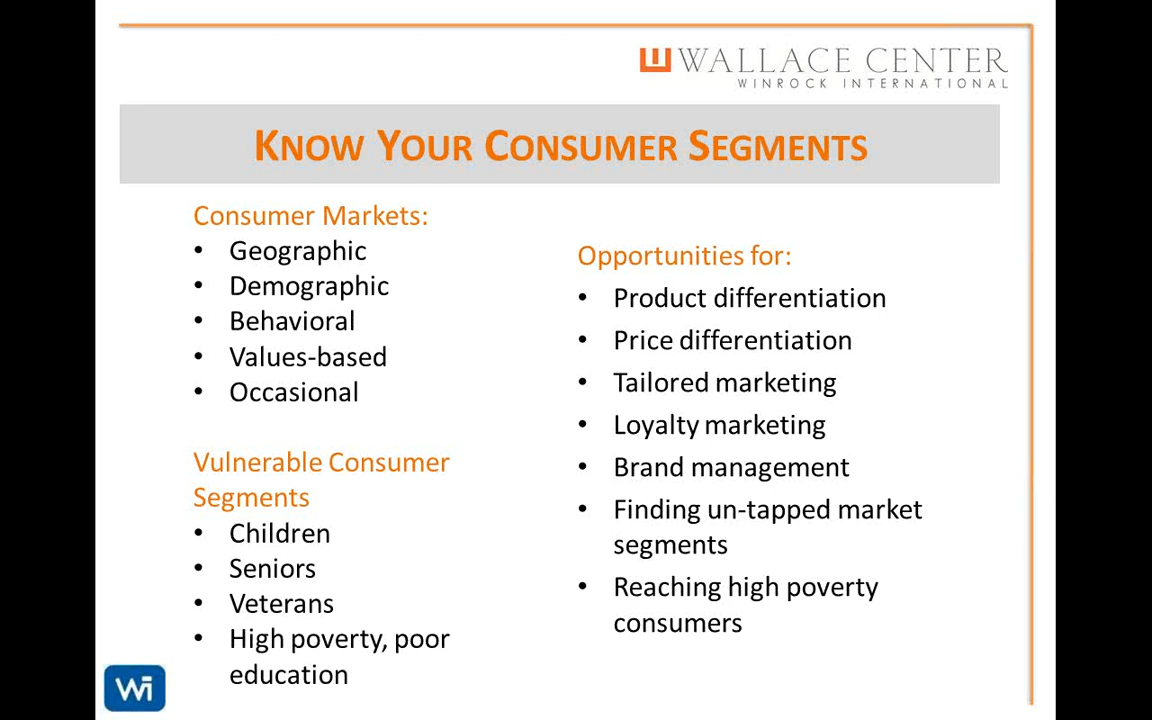 WALLACE CENTER
WINROCK INTERNATIONAL
KNOW YOUR CONSUMER SEGMENTS
Consumer Markets:
• Geographic
• Demographic
• Behavioral
• Values-based
• Occasional
Vulnerable Consumer
Segments
• Children
• Seniors
• Veterans
• High poverty, poor
education
Opportunities for:
• Product differentiation
• Price differentiation
• Tailored marketing
• Loyalty marketing
• Brand management
• Finding un-tapped market
segments
• Reaching high poverty
consumers
Wi